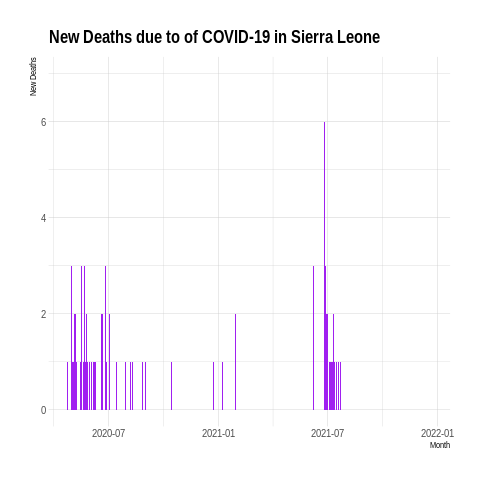 New Deaths due to of COVID-19 in Sierra Leone
New Deaths
6
4
2
0
2020-07
2021-01
2021-07
2022-01
Month